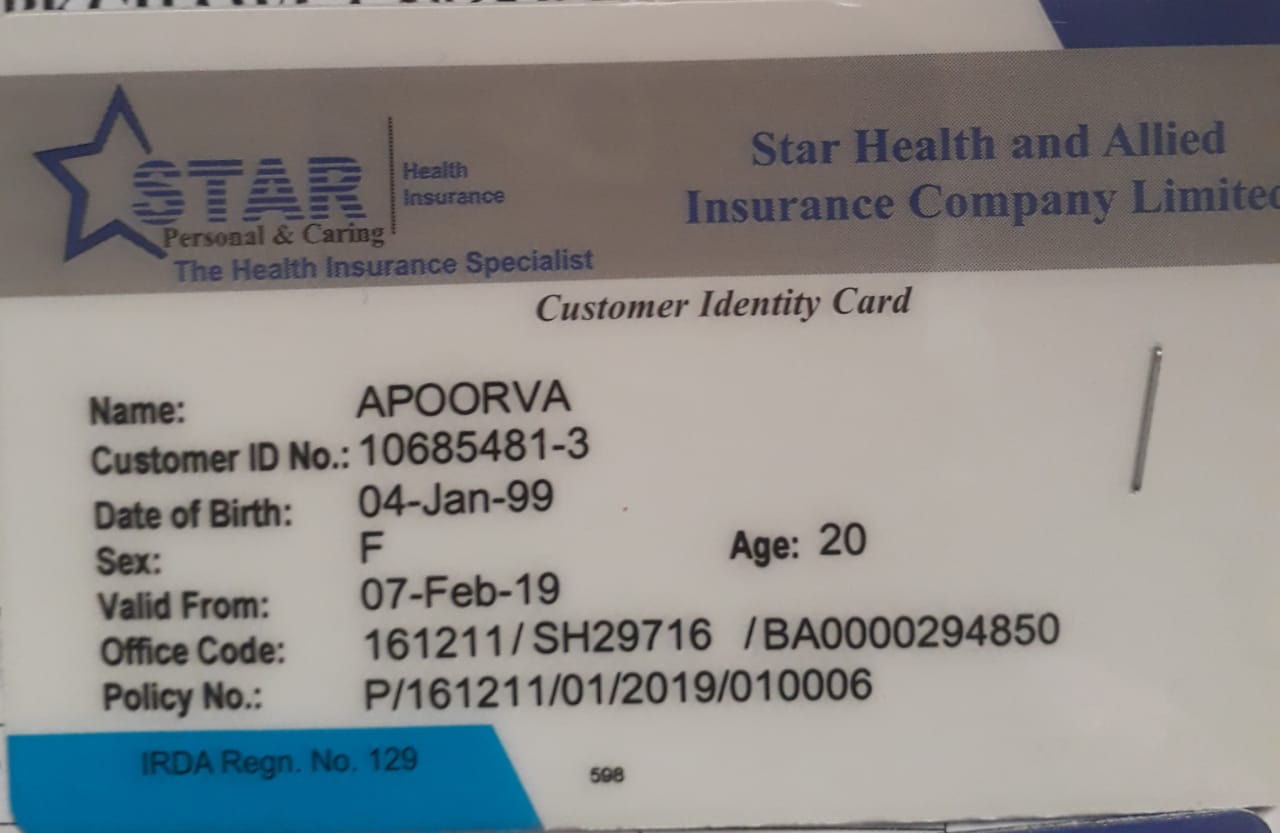 STAR
Health
Insurance
Personal & Caring
The Health Insurance Specialist
Star Health and Allied
Insurance Company Limited
Customer Identity Card
Name: APOORVA
Customer ID No.: 10685481-3
Date of Birth: 04-Jan-99
Sex: F Age: 20
Valid From: 07-Feb-19
Office Code: 161211/ SH29716 /BA0000294850
Policy No.: P/161211/01/2019/010006
IRDA Regn. No. 129
598